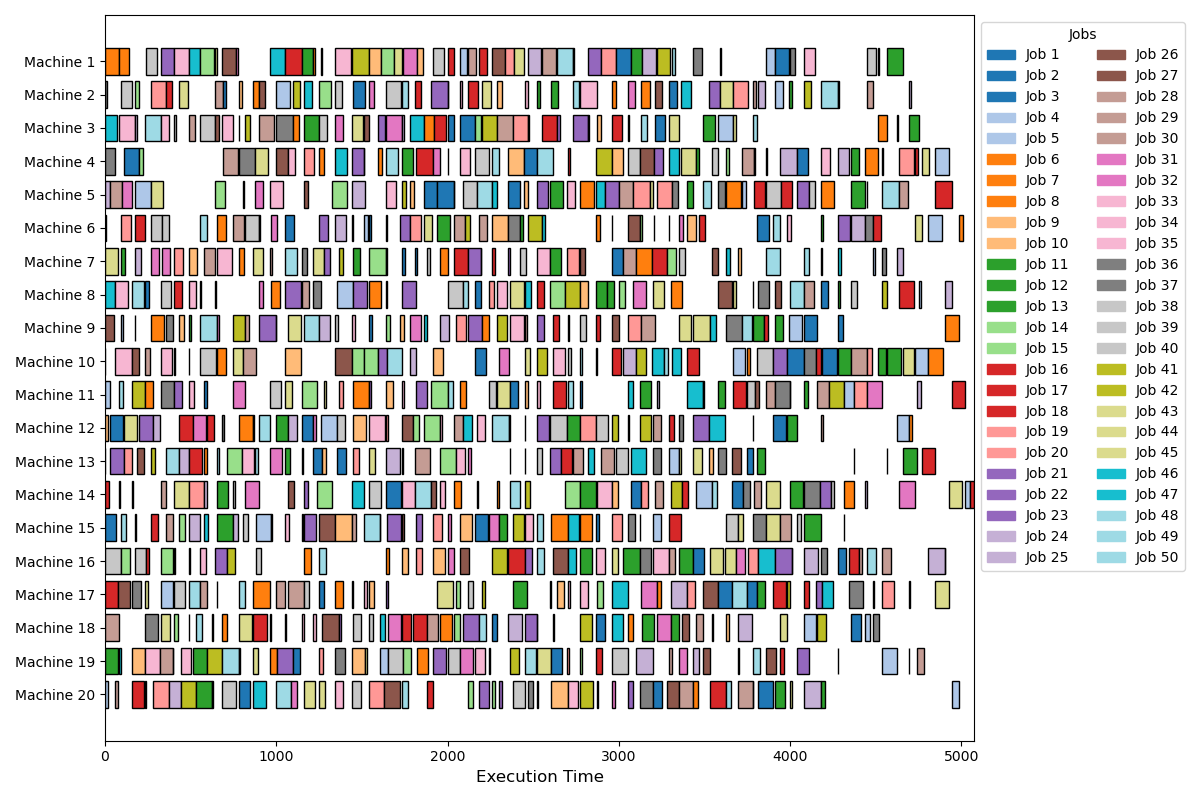 Machine 1
Machine 2
Machine 3
Machine 4
Machine 5
Machine 6
Machine 7
Machine 8
Machine 9
Machine 10
Machine 11
Machine 12
Machine 13
Machine 14
Machine 15
Machine 16
Machine 17
Machine 18
Machine 19
Machine 20
0 1000 2000 3000 4000 5000
Execution Time
Jobs
Job 1 Job 26
Job 2 Job 27
Job 3 Job 28
Job 4 Job 29
Job 5 Job 30
Job 6 Job 31
Job 7 Job 32
Job 8 Job 33
Job 9 Job 34
Job 10 Job 35
Job 11 Job 36
Job 12 Job 37
Job 13 Job 38
Job 14 Job 39
Job 15 Job 40
Job 16 Job 41
Job 17 Job 42
Job 18 Job 43
Job 19 Job 44
Job 20 Job 45
Job 21 Job 46
Job 22 Job 47
Job 23 Job 48
Job 24 Job 49
Job 25 Job 50